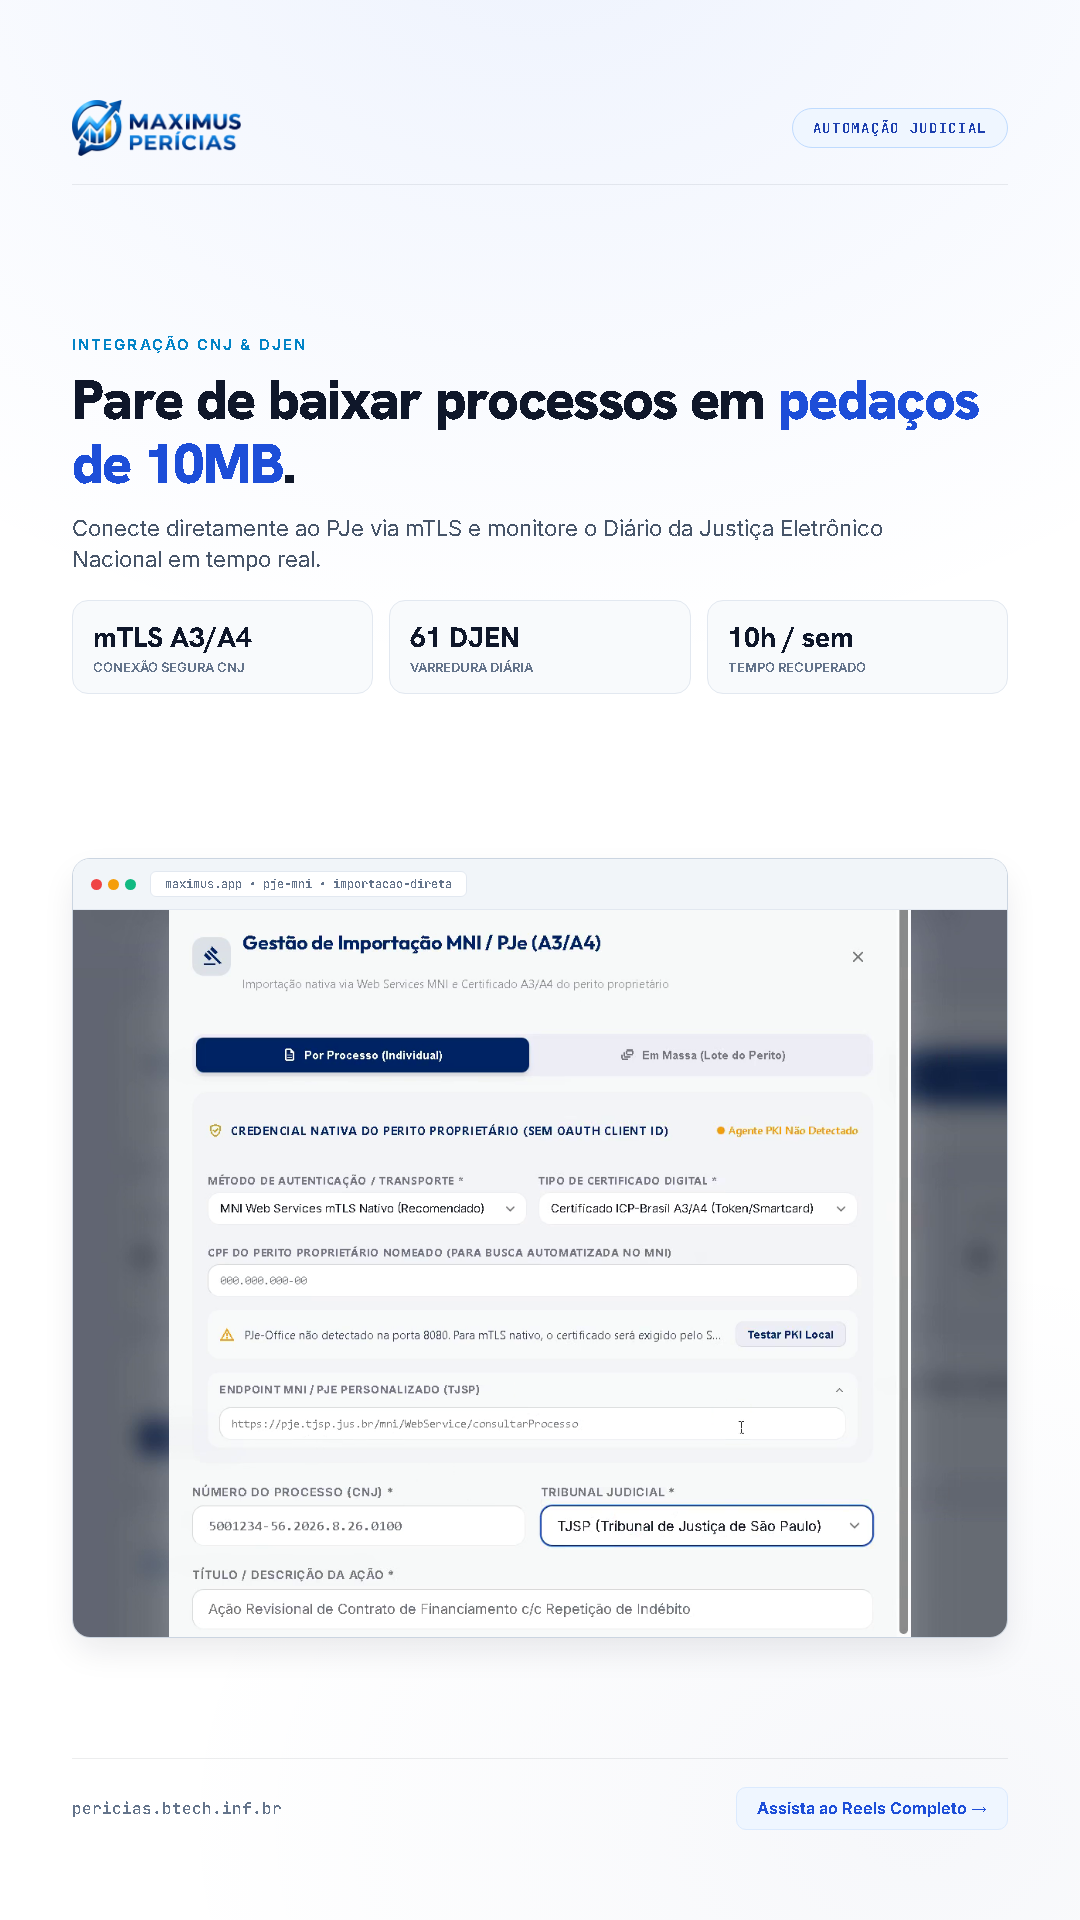 MAXIMUS
PERÍCIAS
AUTOMAÇÃO JUDICIAL
INTEGRAÇÃO CNJ & DJEN
Pare de baixar processos em pedaços
de 10MB.
Conecte diretamente ao PJe via mTLS e monitore o Diário da Justiça Eletrônico
Nacional em tempo real.
mTLS A3/A4
CONEXÃO SEGURA CNJ
61 DJEN
VARREDURA DIÁRIA
10h / sem
TEMPO RECUPERADO
maximus.app • pje-mni • importacao-direta
Gestão de Importação MNI / PJe (A3/A4)
Importação nativa via Web Services MNI e Certificado A3/A4 do perito proprietário
Por Processo (Individual)
Em Massa (Lote do Perito)
CREDENCIAL NATIVA DO PERITO PROPRIETÁRIO (SEM OAUTH CLIENT ID)
Agente PKI Não Detectado
MÉTODO DE AUTENTICAÇÃO / TRANSPORTE *
TIPO DE CERTIFICADO DIGITAL *
MNI Web Services mTLS Nativo (Recomendado)
Certificado ICP-Brasil A3/A4 (Token/Smartcard)
CPF DO PERITO PROPRIETÁRIO NOMEADO (PARA BUSCA AUTOMATIZADA NO MNI)
000.000.000-00
PJe-Office não detectado na porta 8080. Para mTLS nativo, o certificado será exigido pelo S...
Testar PKI Local
ENDPOINT MNI / PJE PERSONALIZADO (TJSP)
https://pje.tjsp.jus.br/mni/WebService/consultarProcesso
NÚMERO DO PROCESSO (CNJ) *
TRIBUNAL JUDICIAL *
5001234-56.2026.8.26.0100
TJSP (Tribunal de Justiça de São Paulo)
TÍTULO / DESCRIÇÃO DA AÇÃO *
Ação Revisional de Contrato de Financiamento c/c Repetição de Indébito
pericias.btech.inf.br
Assista ao Reels Completo →